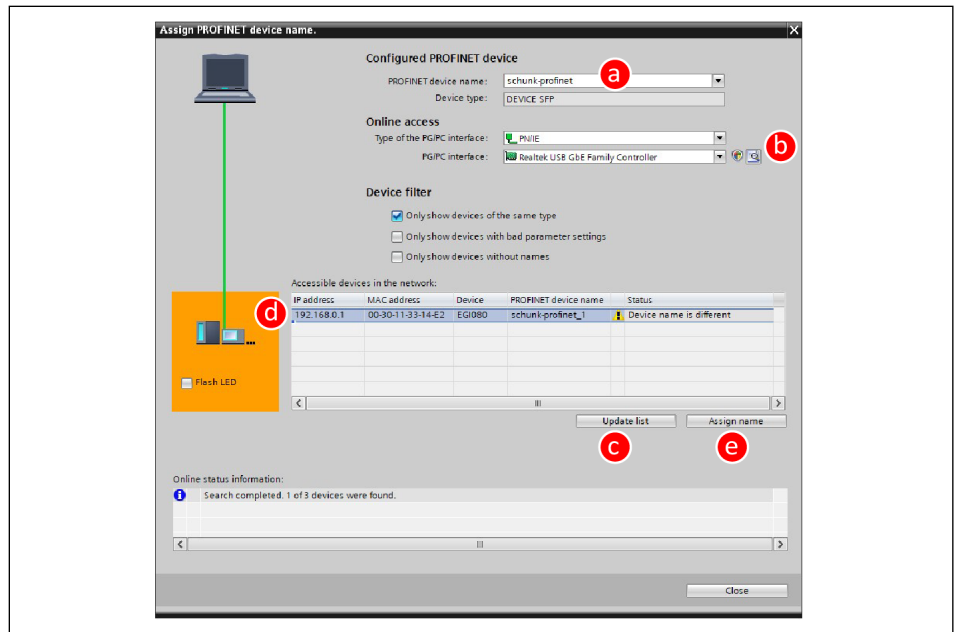 Assign PROFINET device name.
Configured PROFINET device
PROFINET device name: schunk-profinet
a
Device type: DEVICE SFP
Online access
Type of the PG/PC interface: PN/IE
PG/PC interface: Realtek USB GbE Family Controller
b
Device filter
Only show devices of the same type
Only show devices with bad parameter settings
Only show devices without names
Accessible devices in the network:
IP address MAC address Device PROFINET device name Status
d 192.168.0.1 00-30-11-33-14-E2 EGI080 schunk-profinet_1 Device name is different
Flash LED
Update list Assign name
c e
Online status information:
Search completed. 1 of 3 devices were found.
Close